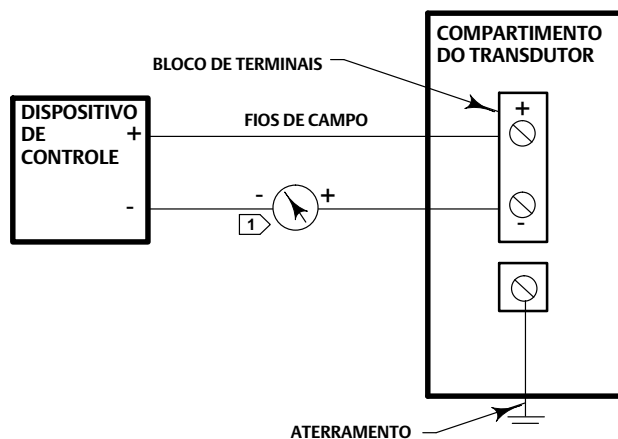 COMPARTIMENTO
DO TRANSDUTOR
BLOCO DE TERMINAIS
DISPOSITIVO
DE
CONTROLE
+
FIOS DE CAMPO
+
-
-
+
1
-
ATERRAMENTO